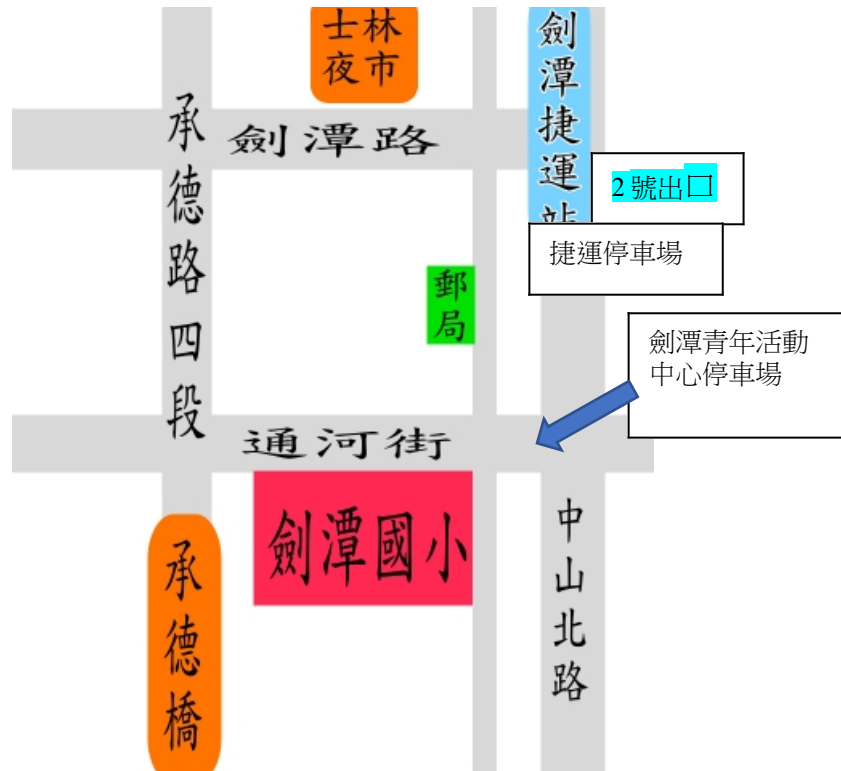 士林
夜市
劍潭捷運站
承德路四段
劍潭路
2 號出口
捷運停車場
郵局
劍潭青年活動
中心停車場
通河街
劍潭國小
中山北路
承德橋